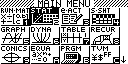 MAIN MENU
RUN-MAT STAT e·ACT S·SHT
GRAPH DYNA TABLE RECUR
CONICS EQUA PRGM TVM